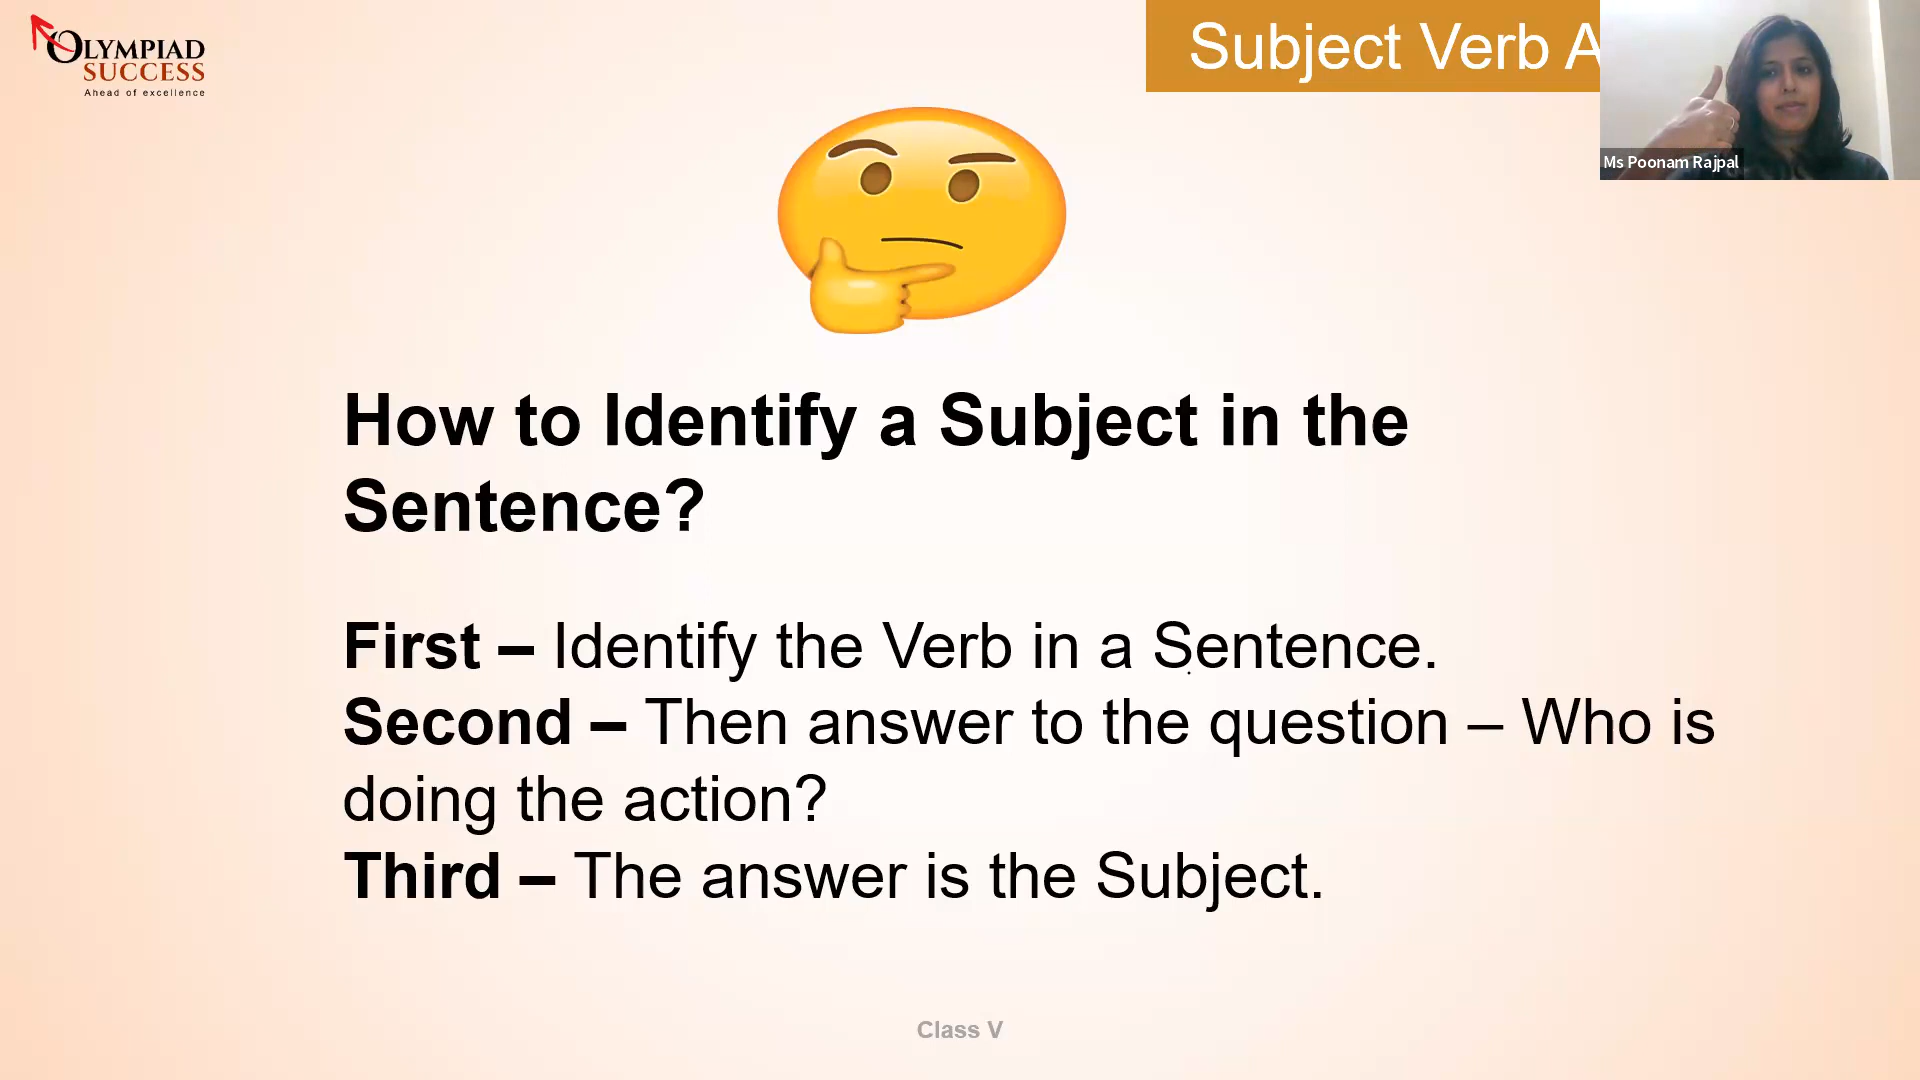 OLYMPIAD
SUCCESS
Ahead of excellence
Subject Verb A
Ms Poonam Rajpal
How to Identify a Subject in the
Sentence?
First – Identify the Verb in a Sentence.
Second – Then answer to the question – Who is
doing the action?
Third – The answer is the Subject.
Class V